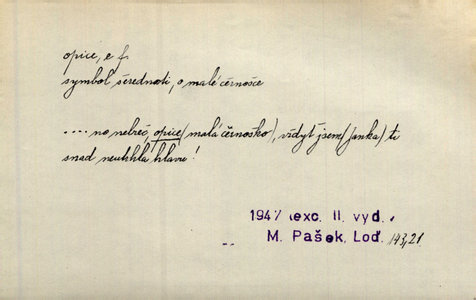 opice, e f.
symbol šerednosti, o malé černošce
.... no nebreč, opice (malá černoško), vždyť jsem (Janka) ti
snad neutrhla hlavu!
1947 (exc. II. vyd.
M. Pašek, Loď. 143,21